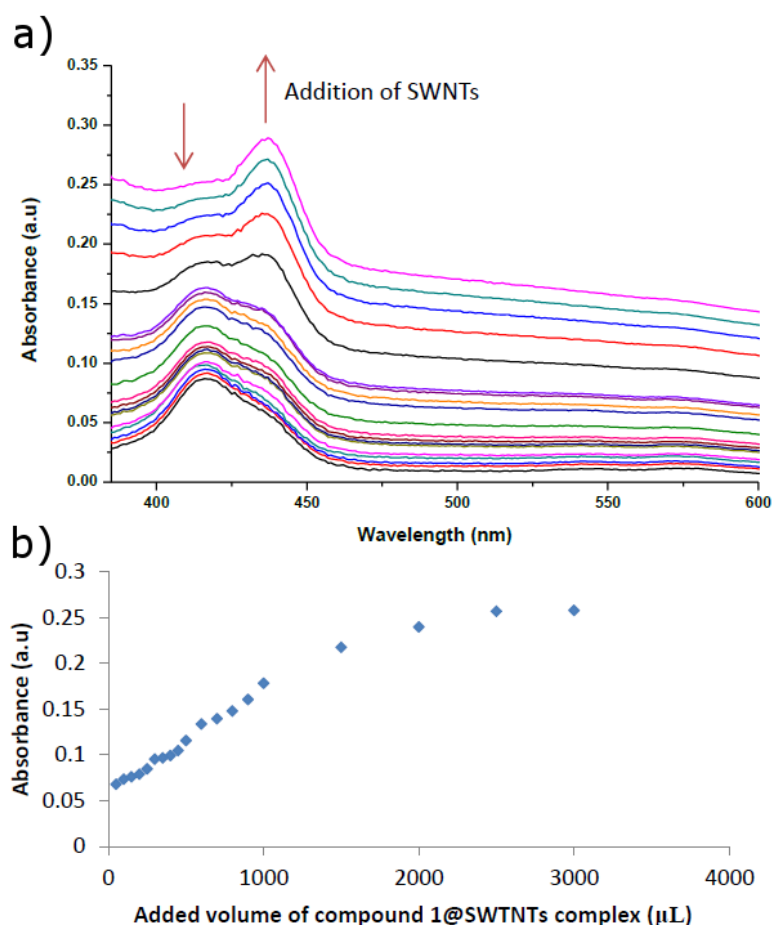 a)
Addition of SWNTs
0.35
0.30
0.25
0.20
0.15
0.10
0.05
0.00
Absorbance (a.u)
400 450 500 550 600
Wavelength (nm)
b)
0.3
0.25
0.2
0.15
0.1
0.05
0
Absorbance (a.u)
0 1000 2000 3000 4000
Added volume of compound 1@SWTNTs complex (µL)